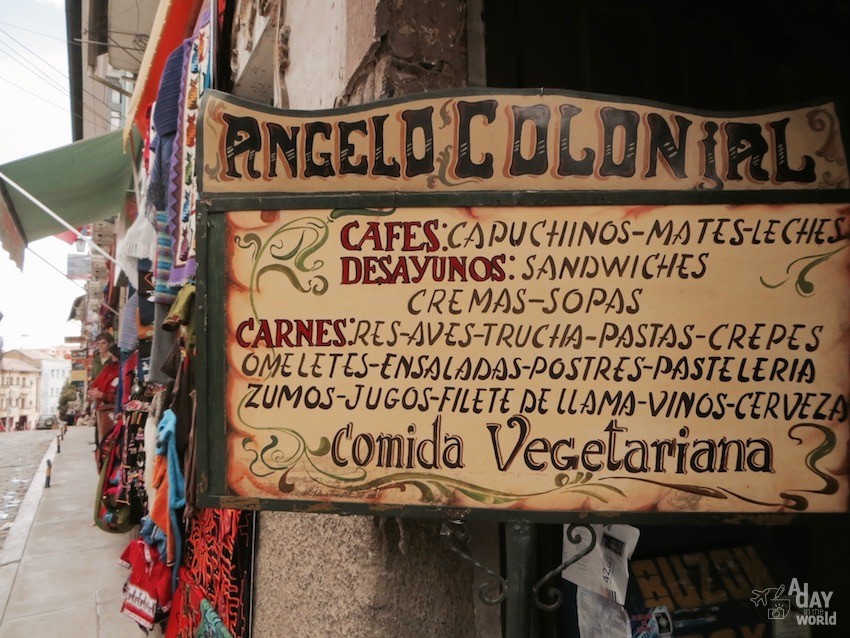 ANGELO COLONIAL
CAFES: CAPUCHINOS-MATES-LECHES
DESAYUNOS: SANDWICHES
CREMAS-SOPAS
CARNES: RES-AVES-TRUCHA-PASTAS-CREPES
OMELETES-ENSALADAS-POSTRES-PASTELERIA
ZUMOS-JUGOS-FILETE DE LLAMA-VINOS-CERVEZA
Comida Vegetariana
BUZON
A DAY in the world